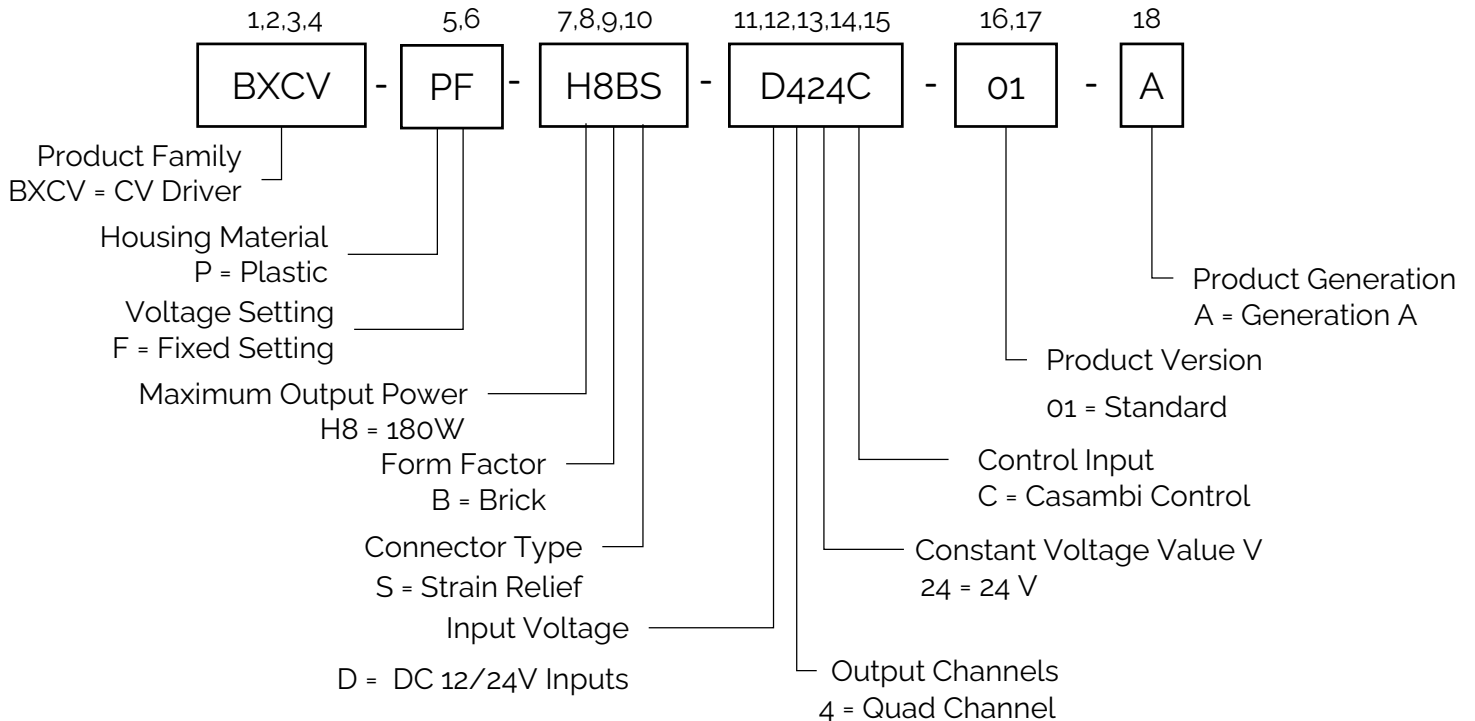 1,2,3,4 5,6 7,8,9,10 11,12,13,14,15 16,17 18
BXCV - PF - H8BS - D424C - 01 - A
Product Family
BXCV = CV Driver
Housing Material
P = Plastic
Voltage Setting
F = Fixed Setting
Maximum Output Power
H8 = 180W
Form Factor
B = Brick
Connector Type
S = Strain Relief
Input Voltage
D = DC 12/24V Inputs
Output Channels
4 = Quad Channel
Constant Voltage Value V
24 = 24 V
Control Input
C = Casambi Control
Product Version
01 = Standard
Product Generation
A = Generation A